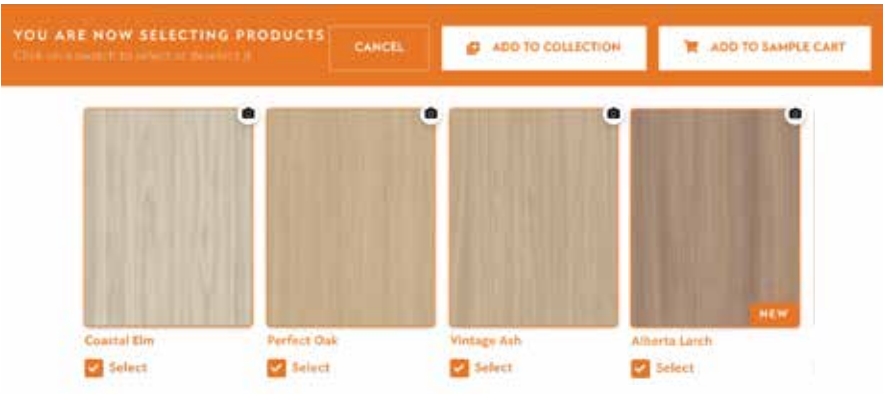 YOU ARE NOW SELECTING PRODUCTS
Click on a swatch to select or deselect it
CANCEL
ADD TO COLLECTION
ADD TO SAMPLE CART
NEW
Coastal Elm
Perfect Oak
Vintage Ash
Alberta Larch
Select
Select
Select
Select